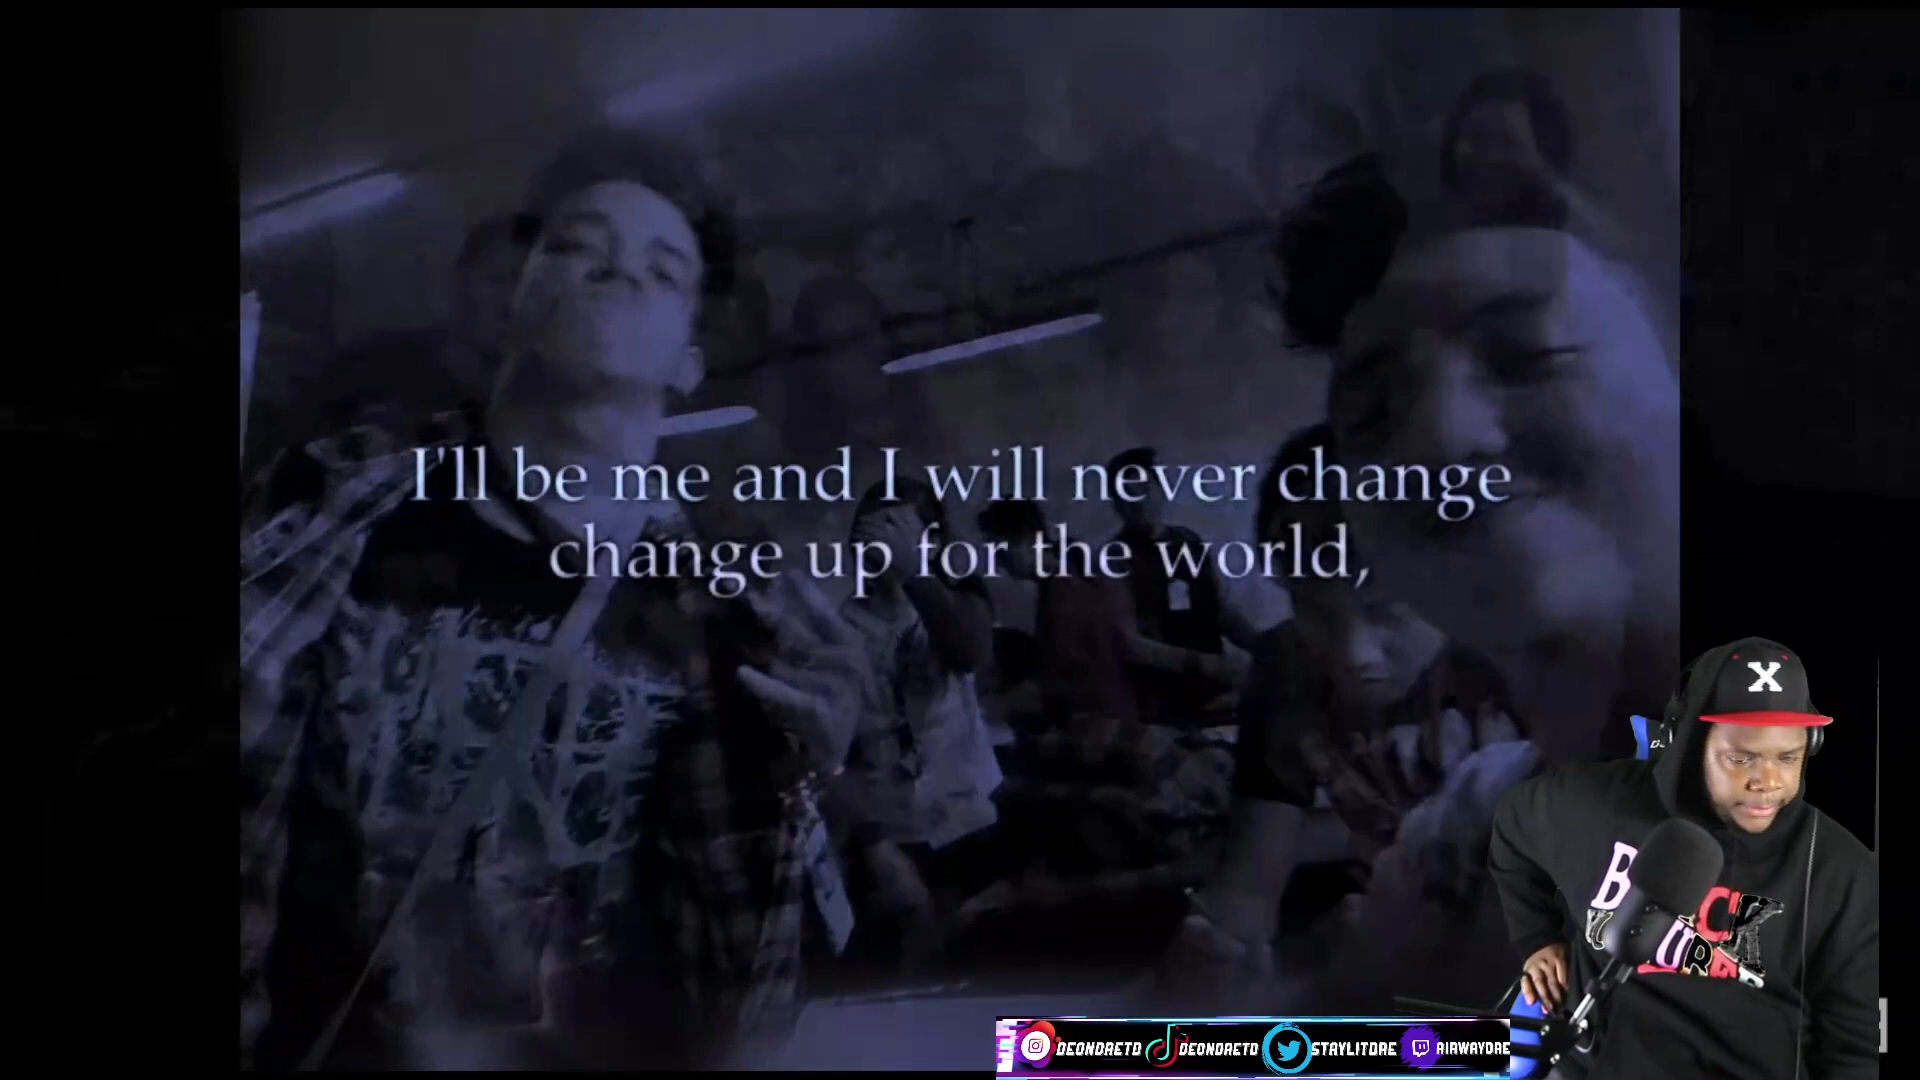 I'll be me and I will never change
change up for the world,
X
DEONDRETD DEONDRETD STAYLITDRE AIRWAYDRE